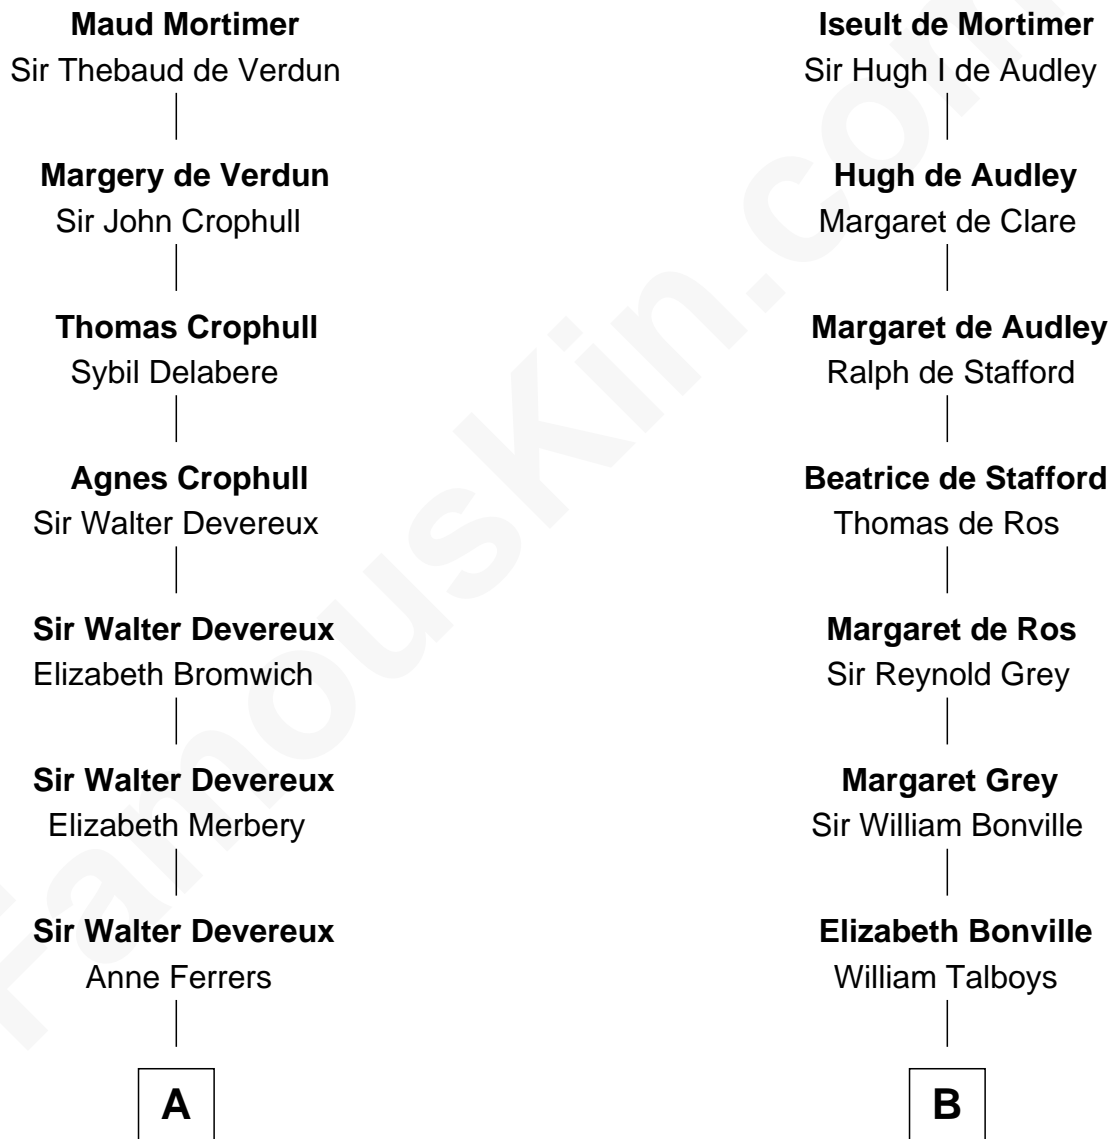 Maud Mortimer
Sir Thebaud de Verdun
Margery de Verdun
Sir John Crophull
Thomas Crophull
Sybil Delabere
Agnes Crophull
Sir Walter Devereux
Sir Walter Devereux
Elizabeth Bromwich
Sir Walter Devereux
Elizabeth Merbery
Sir Walter Devereux
Anne Ferrers
A
Iseult de Mortimer
Sir Hugh I de Audley
Hugh de Audley
Margaret de Clare
Margaret de Audley
Ralph de Stafford
Beatrice de Stafford
Thomas de Ros
Margaret de Ros
Sir Reynold Grey
Margaret Grey
Sir William Bonville
Elizabeth Bonville
William Talboys
B
FamousKin.com